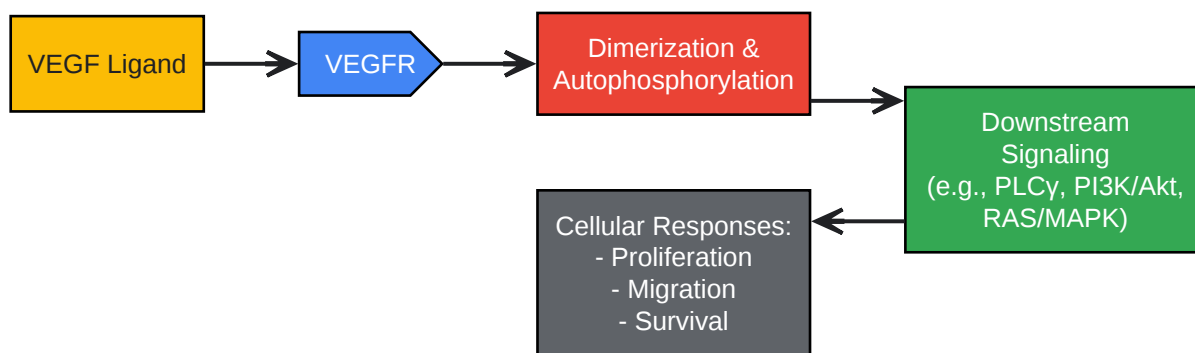 VEGF Ligand
VEGFR
Dimerization &
Autophosphorylation
Downstream
Signaling
(e.g., PLCγ, PI3K/Akt,
RAS/MAPK)
Cellular Responses:
- Proliferation
- Migration
- Survival